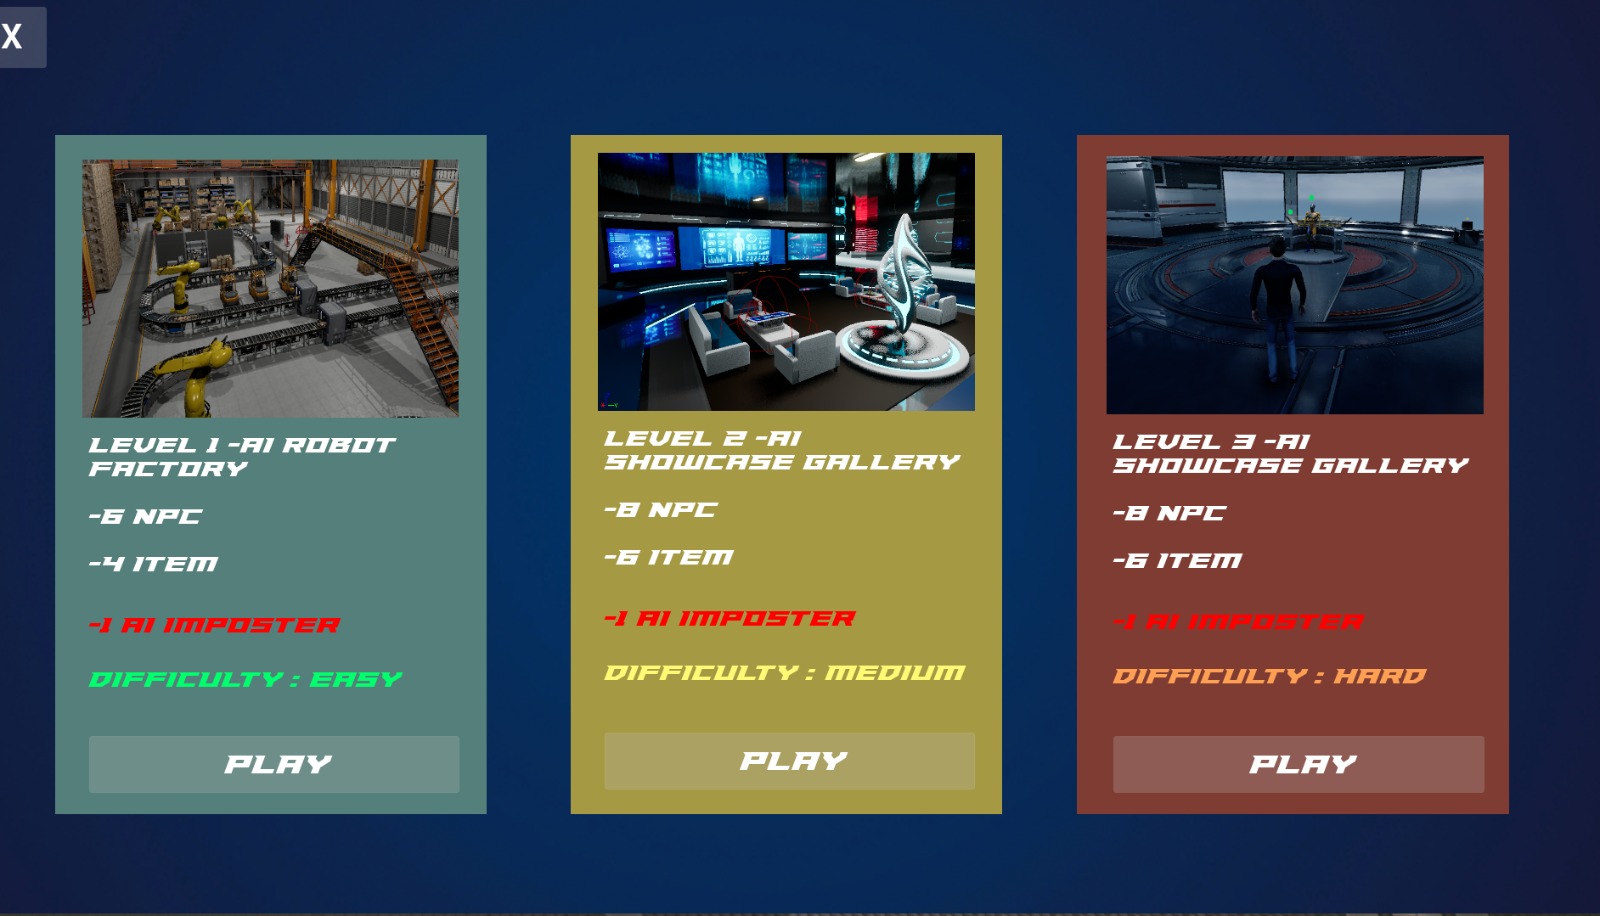 X
LEVEL 1 -AI ROBOT
FACTORY
-6 NPC
-4 ITEM
-1 AI IMPOSTER
DIFFICULTY : EASY
PLAY
LEVEL 2 -AI
SHOWCASE GALLERY
-8 NPC
-6 ITEM
-1 AI IMPOSTER
DIFFICULTY : MEDIUM
PLAY
LEVEL 3 -AI
SHOWCASE GALLERY
-8 NPC
-6 ITEM
-1 AI IMPOSTER
DIFFICULTY : HARD
PLAY